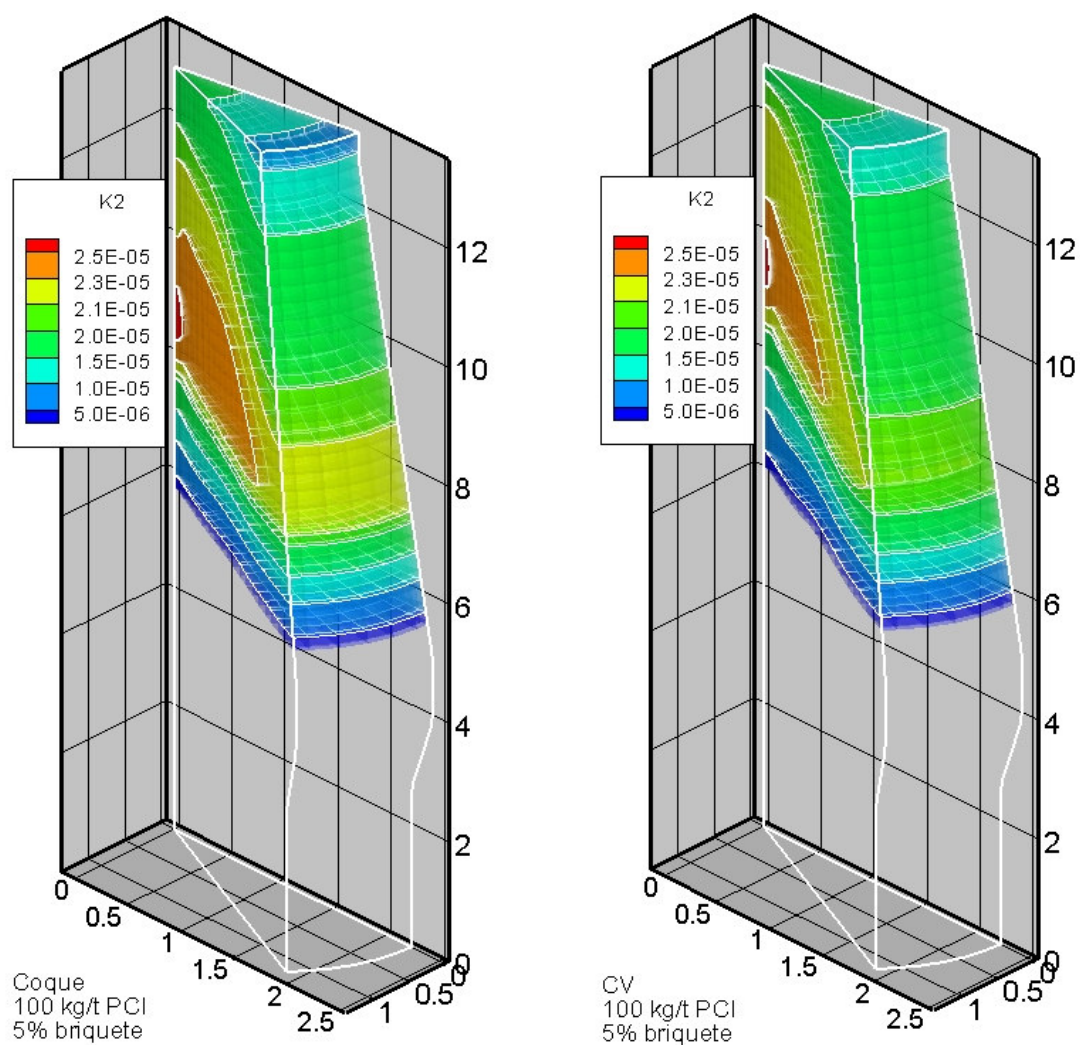 K2
2.5E-05
2.3E-05
2.1E-05
2.0E-05
1.5E-05
1.0E-05
5.0E-06
12
10
8
6
4
2
0
0
0.5
1
1.5
2
2.5
1
0.5
0
Coque
100 kg/t PCI
5% briquete
K2
2.5E-05
2.3E-05
2.1E-05
2.0E-05
1.5E-05
1.0E-05
5.0E-06
12
10
8
6
4
2
0
0
0.5
1
1.5
2
2.5
1
0.5
0
CV
100 kg/t PCI
5% briquete